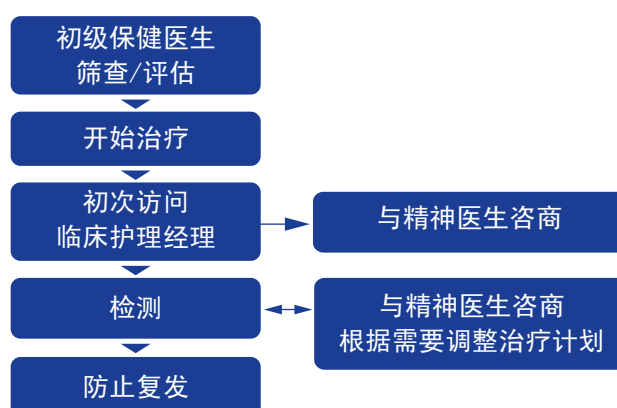 初级保健医生
筛查/评估
开始治疗
初次访问
临床护理经理
与精神医生咨商
检测
与精神医生咨商
根据需要调整治疗计划
防止复发